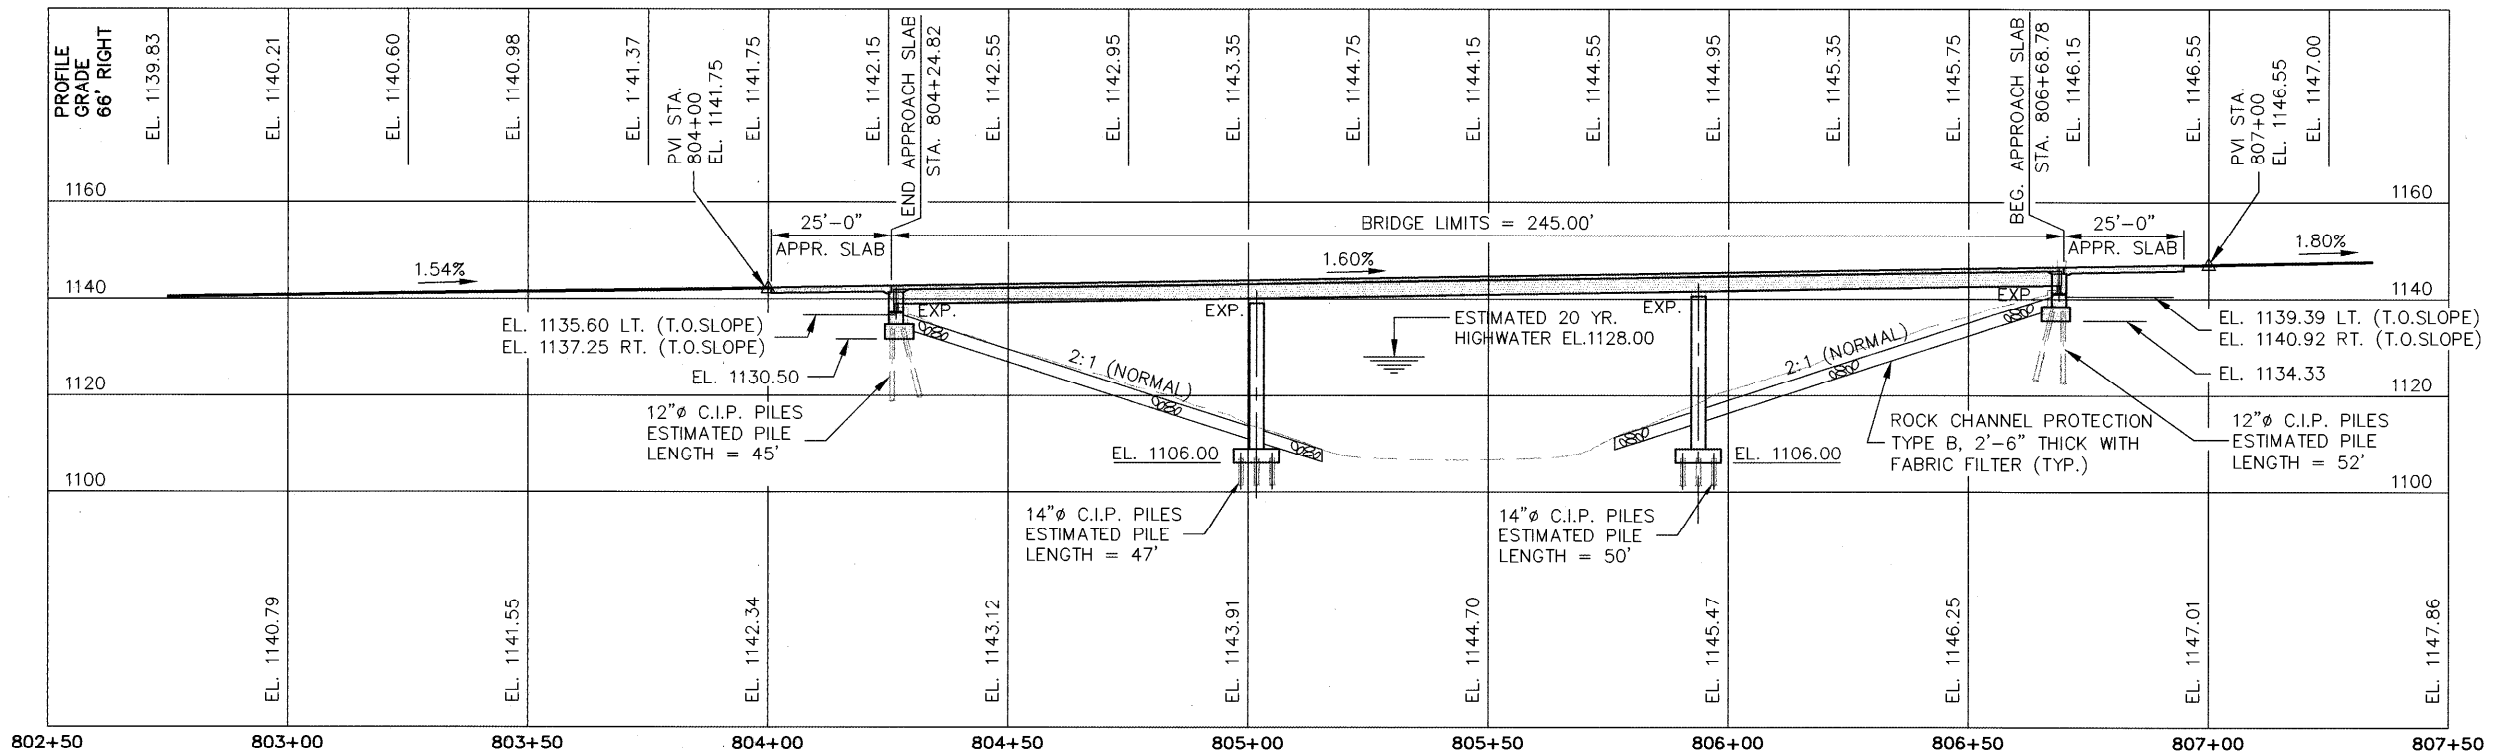 PROFILE
GRADE
66' RIGHT
EL. 1139.83
EL. 1140.21
EL. 1140.60
EL. 1140.98
EL. 1141.37
EL. 1141.75
EL. 1142.15
EL. 1142.55
EL. 1142.95
EL. 1143.35
EL. 1144.75
EL. 1144.15
EL. 1144.55
EL. 1144.95
EL. 1145.35
EL. 1145.75
EL. 1146.15
EL. 1146.55
EL. 1147.00
PVI STA.
804+00
EL. 1141.75
END APPROACH SLAB
STA. 804+24.82
BEG. APPROACH SLAB
STA. 806+68.78
PVI STA.
807+00
EL. 1146.55
1160
1160
25'-0"
APPR. SLAB
BRIDGE LIMITS = 245.00'
25'-0"
APPR. SLAB
1.54%
1.60%
1.80%
1140
1140
EXP.
EXP.
EXP.
EXP.
EL. 1135.60 LT. (T.O.SLOPE)
EL. 1137.25 RT. (T.O.SLOPE)
ESTIMATED 20 YR.
HIGHWATER EL.1128.00
EL. 1139.39 LT. (T.O.SLOPE)
EL. 1140.92 RT. (T.O.SLOPE)
2:1 (NORMAL)
2:1 (NORMAL)
EL. 1130.50
EL. 1134.33
1120
1120
12"ø C.I.P. PILES
ESTIMATED PILE
LENGTH = 45'
ROCK CHANNEL PROTECTION
TYPE B, 2'-6" THICK WITH
FABRIC FILTER (TYP.)
12"ø C.I.P. PILES
ESTIMATED PILE
LENGTH = 52'
EL. 1106.00
EL. 1106.00
1100
1100
14"ø C.I.P. PILES
ESTIMATED PILE
LENGTH = 47'
14"ø C.I.P. PILES
ESTIMATED PILE
LENGTH = 50'
EL. 1140.79
EL. 1141.55
EL. 1142.34
EL. 1143.12
EL. 1143.91
EL. 1144.70
EL. 1145.47
EL. 1146.25
EL. 1147.01
EL. 1147.86
802+50
803+00
803+50
804+00
804+50
805+00
805+50
806+00
806+50
807+00
807+50